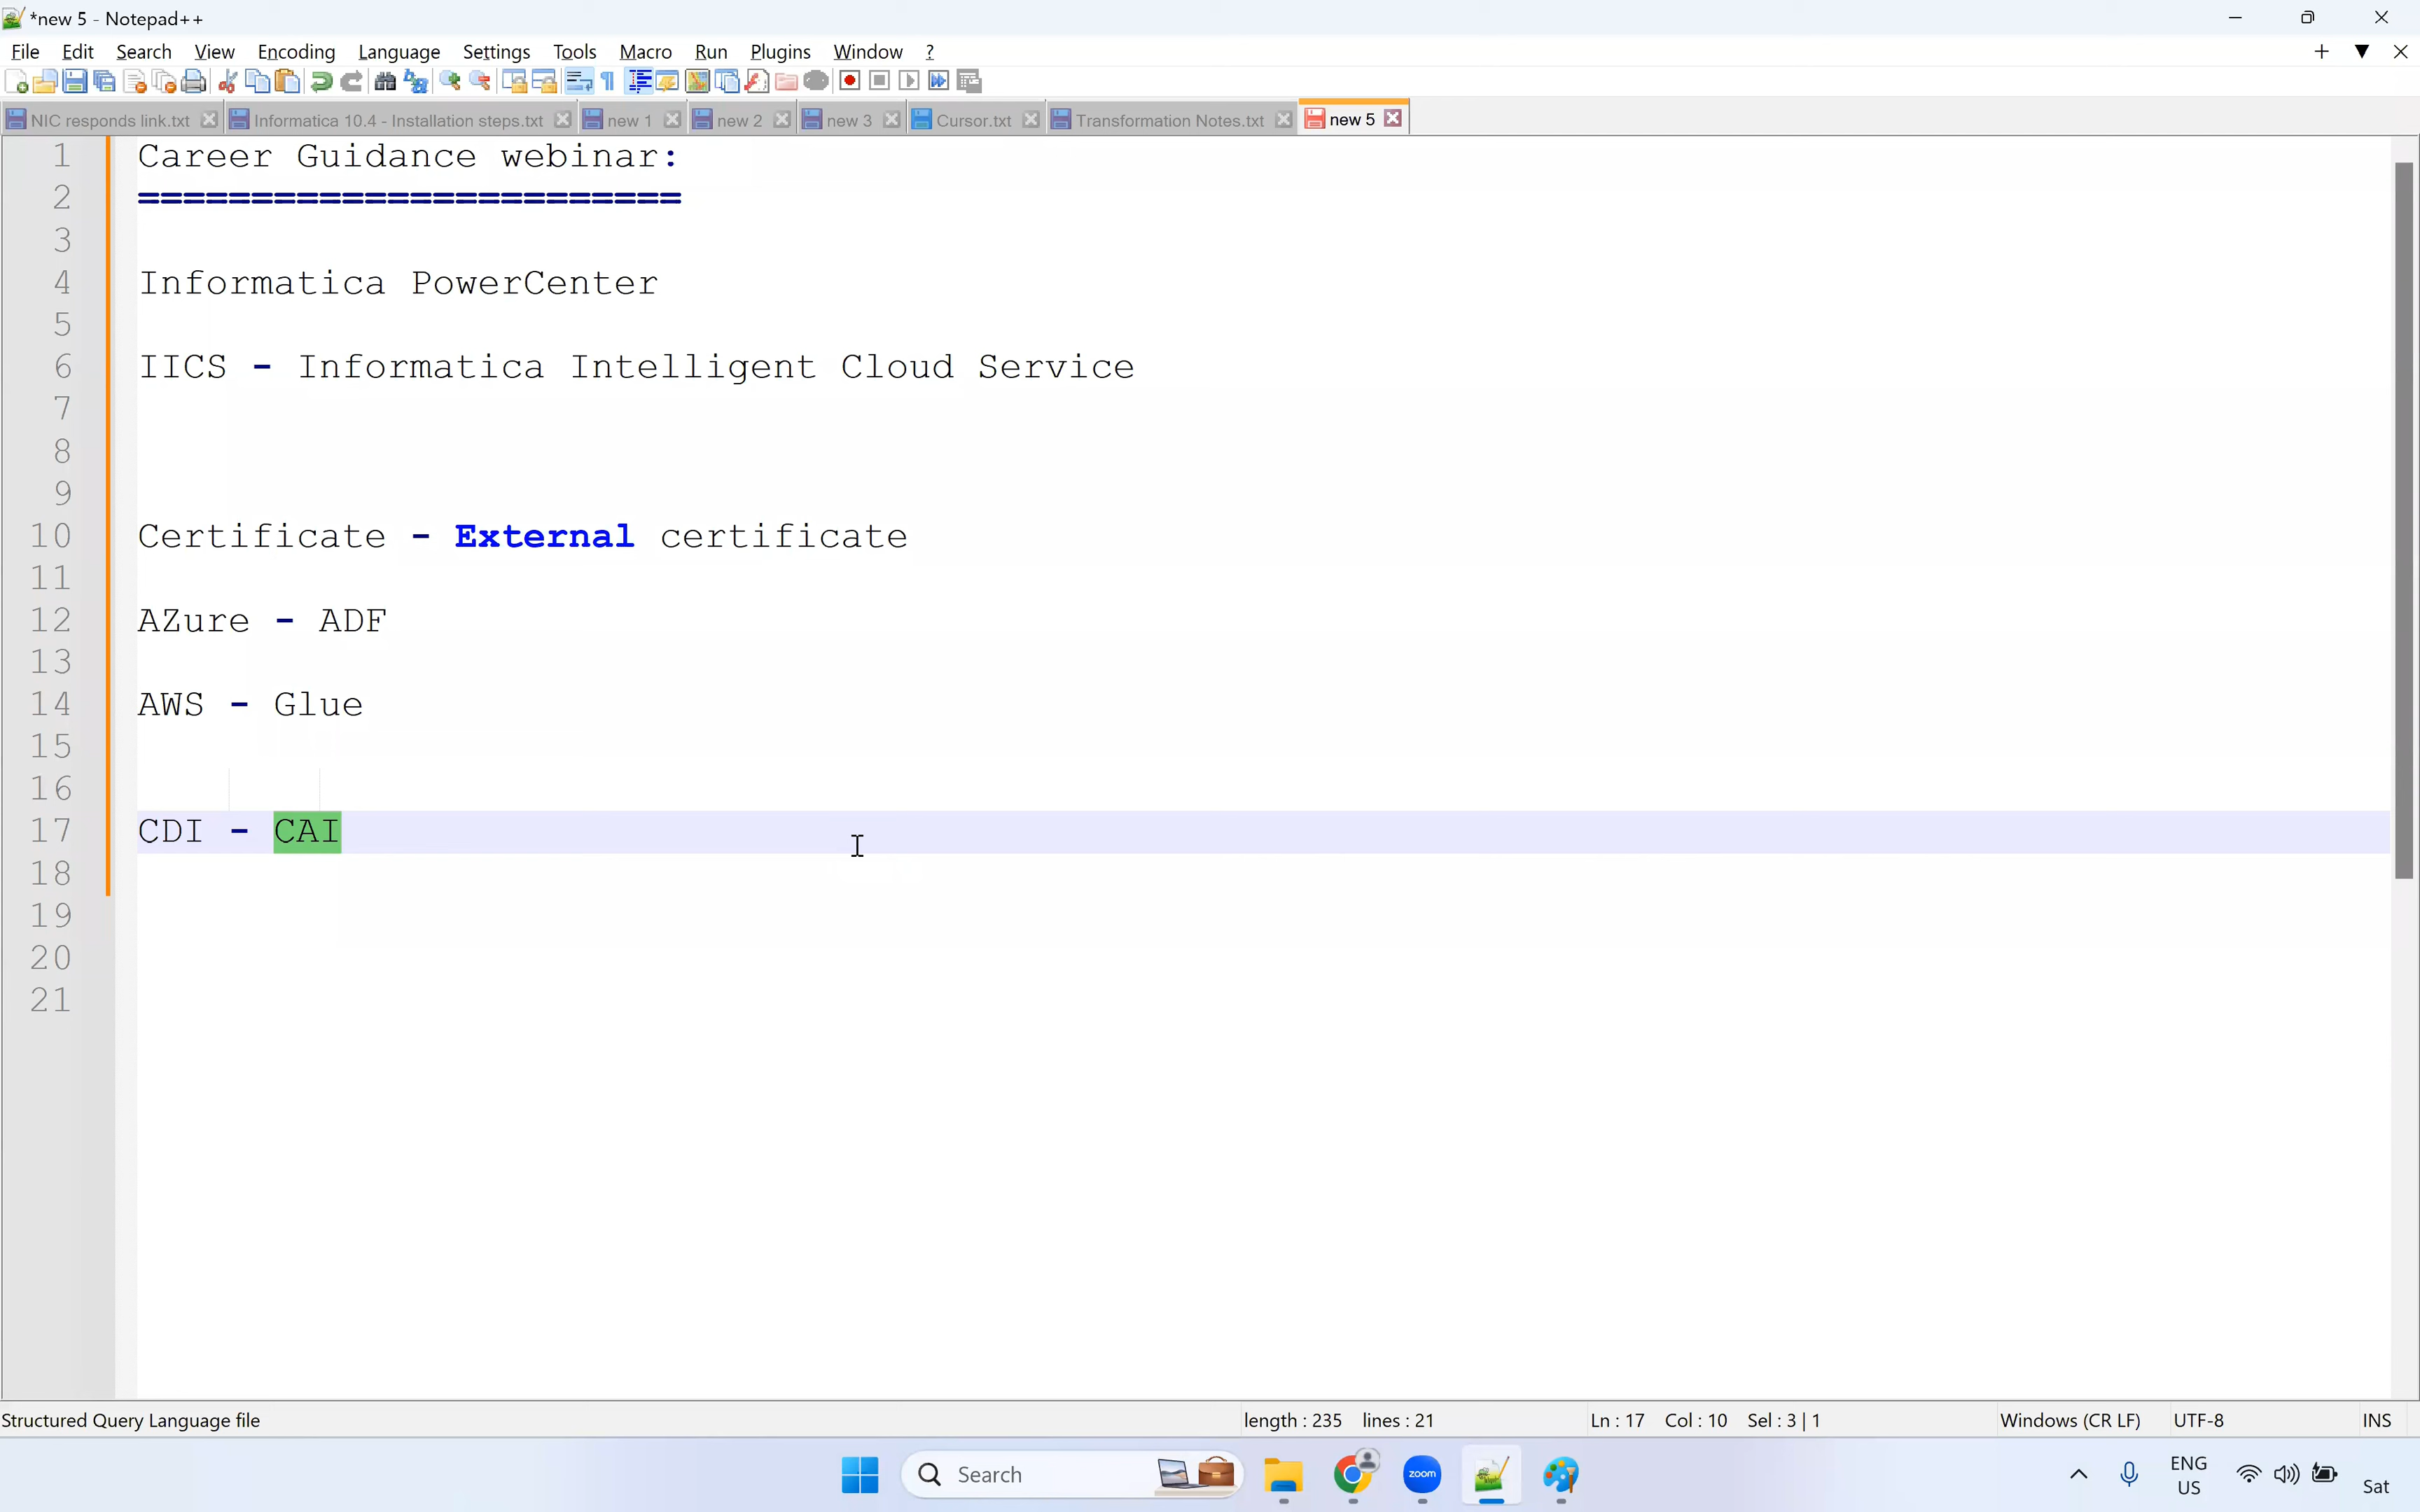 *new 5 - Notepad++
File Edit Search View Encoding Language Settings Tools Macro Run Plugins Window ?
NIC responds link.txt Informatica 10.4 - Installation steps.txt new 1 new 2 new 3 Cursor.txt Transformation Notes.txt new 5
1 Career Guidance webinar:
2 ========================
3
4 Informatica PowerCenter
5
6 IICS - Informatica Intelligent Cloud Service
7
8
9
10 Certificate - External certificate
11
12 AZure - ADF
13
14 AWS - Glue
15
16
17 CDI - CAI
18
19
20
21
Structured Query Language file length : 235 lines : 21 Ln : 17 Col : 10 Sel : 3 | 1 Windows (CR LF) UTF-8 INS
Search zoom ENG US Sat